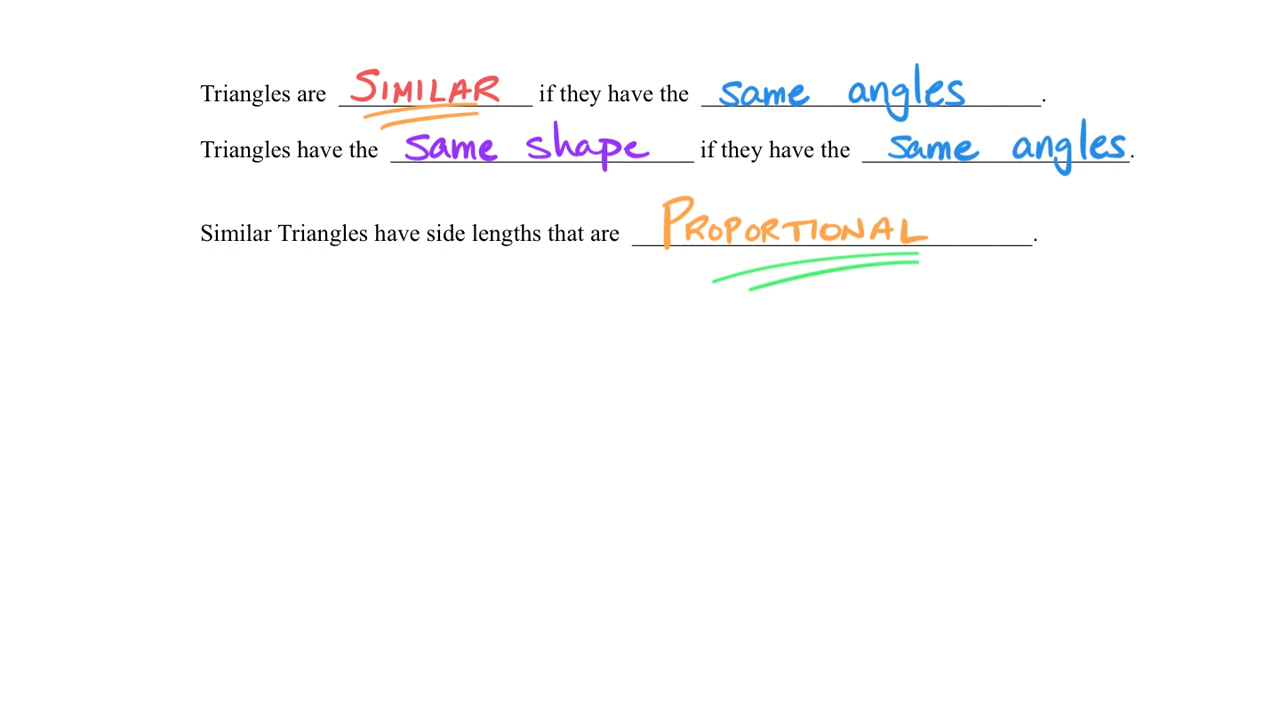 Triangles are SIMILAR if they have the same angles.
Triangles have the same shape if they have the same angles.
Similar Triangles have side lengths that are PROPORTIONAL.